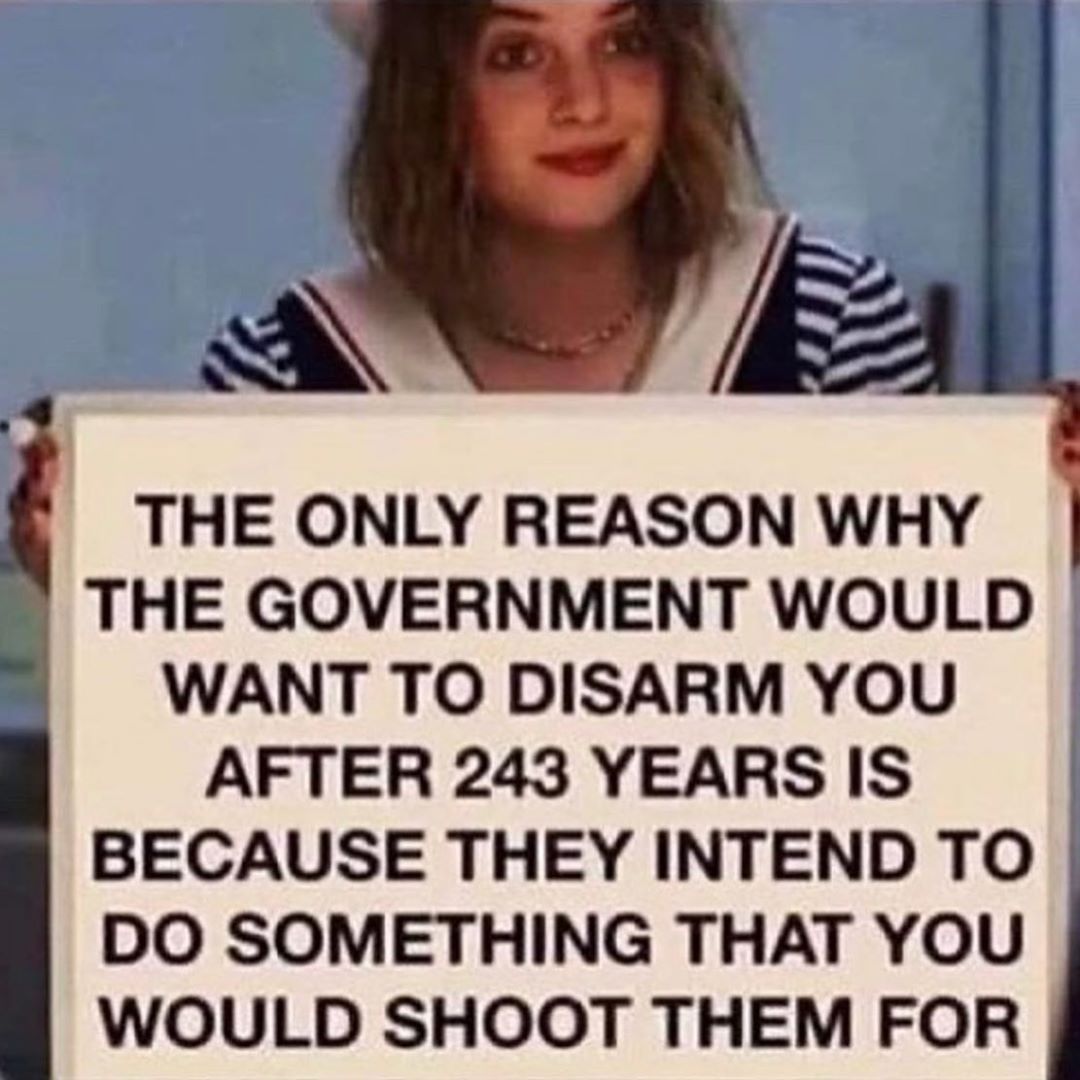 THE ONLY REASON WHY
THE GOVERNMENT WOULD
WANT TO DISARM YOU
AFTER 243 YEARS IS
BECAUSE THEY INTEND TO
DO SOMETHING THAT YOU
WOULD SHOOT THEM FOR